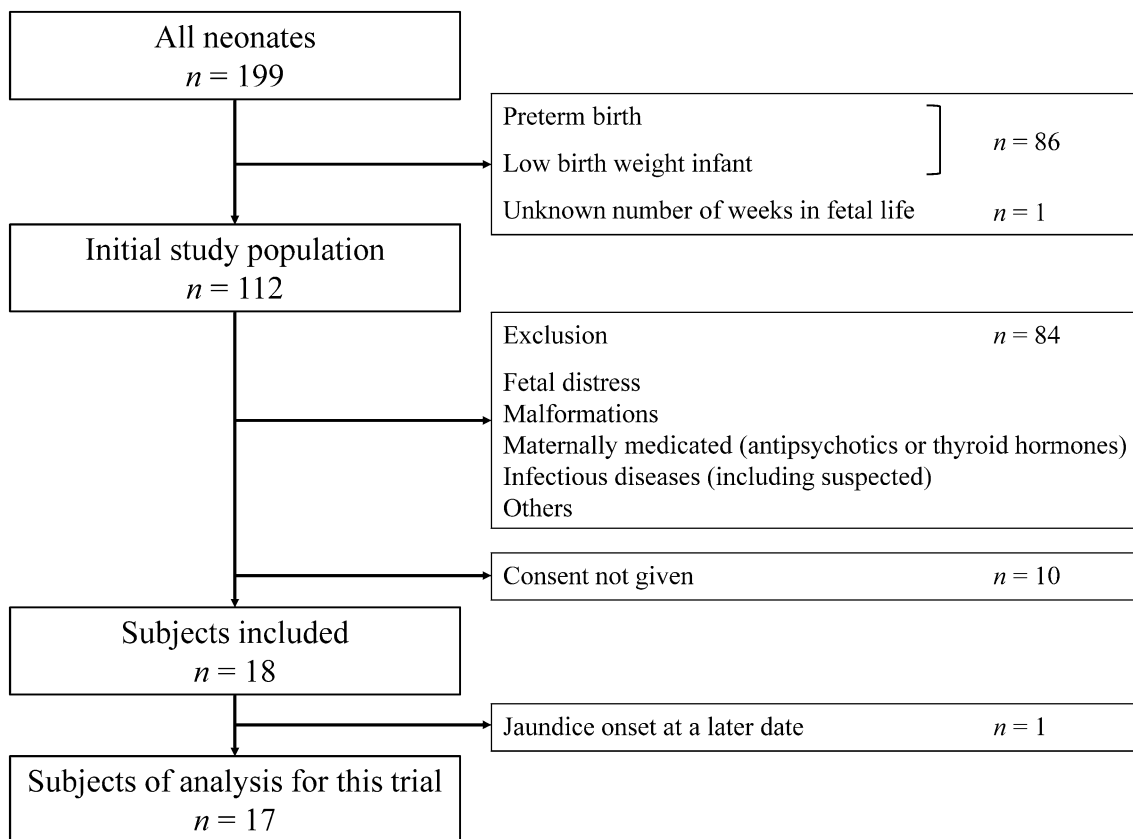 All neonates
n = 199
Preterm birth
Low birth weight infant
n = 86
Unknown number of weeks in fetal life n = 1
Initial study population
n = 112
Exclusion n = 84
Fetal distress
Malformations
Maternally medicated (antipsychotics or thyroid hormones)
Infectious diseases (including suspected)
Others
Consent not given n = 10
Subjects included
n = 18
Jaundice onset at a later date n = 1
Subjects of analysis for this trial
n = 17